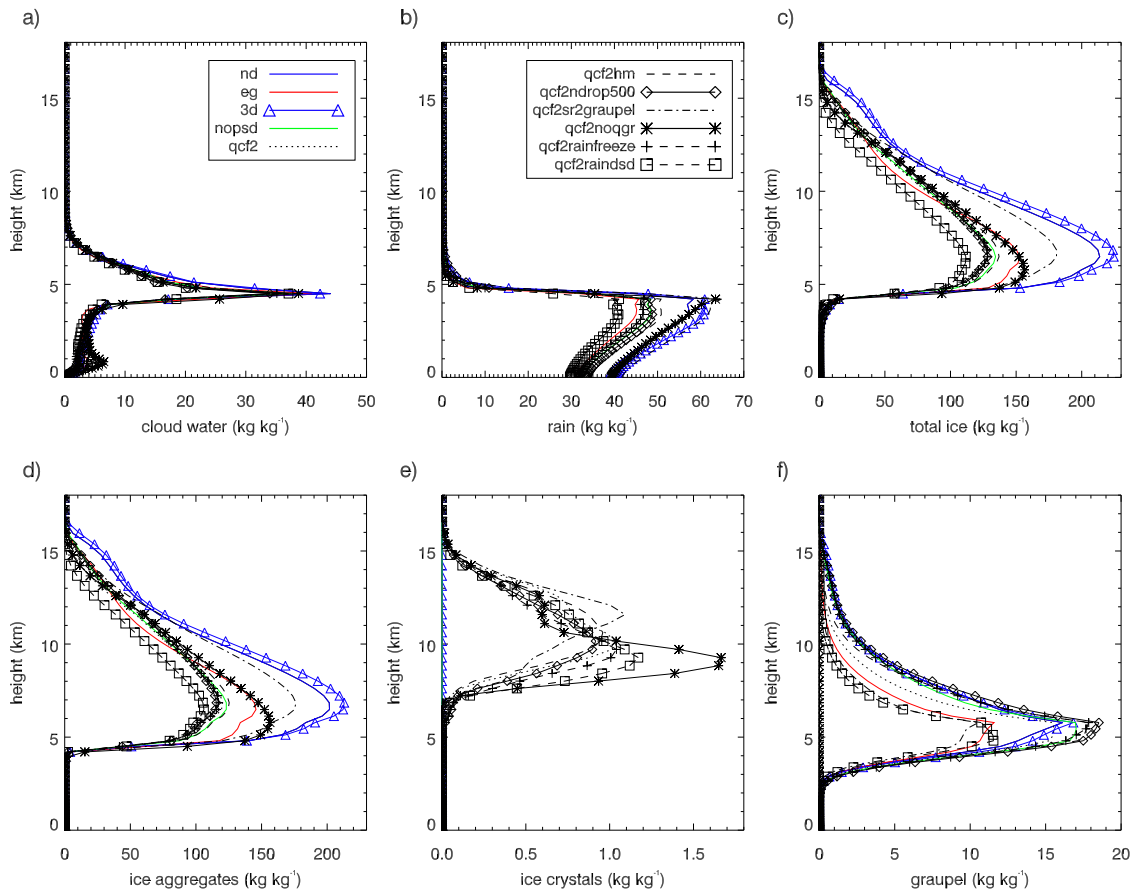 a)
height (km)
15
10
5
0
nd
eg
3d
nopsd
qcf2
0 10 20 30 40 50
cloud water (kg kg⁻¹)
b)
height (km)
15
10
5
0
qcf2hm
qcf2ndrop500
qcf2sr2graupel
qcf2noqgr
qcf2rainfreeze
qcf2raindsd
0 10 20 30 40 50 60 70
rain (kg kg⁻¹)
c)
height (km)
15
10
5
0
0 50 100 150 200
total ice (kg kg⁻¹)
d)
height (km)
15
10
5
0
0 50 100 150 200
ice aggregates (kg kg⁻¹)
e)
height (km)
15
10
5
0
0.0 0.5 1.0 1.5
ice crystals (kg kg⁻¹)
f)
height (km)
15
10
5
0
0 5 10 15 20
graupel (kg kg⁻¹)